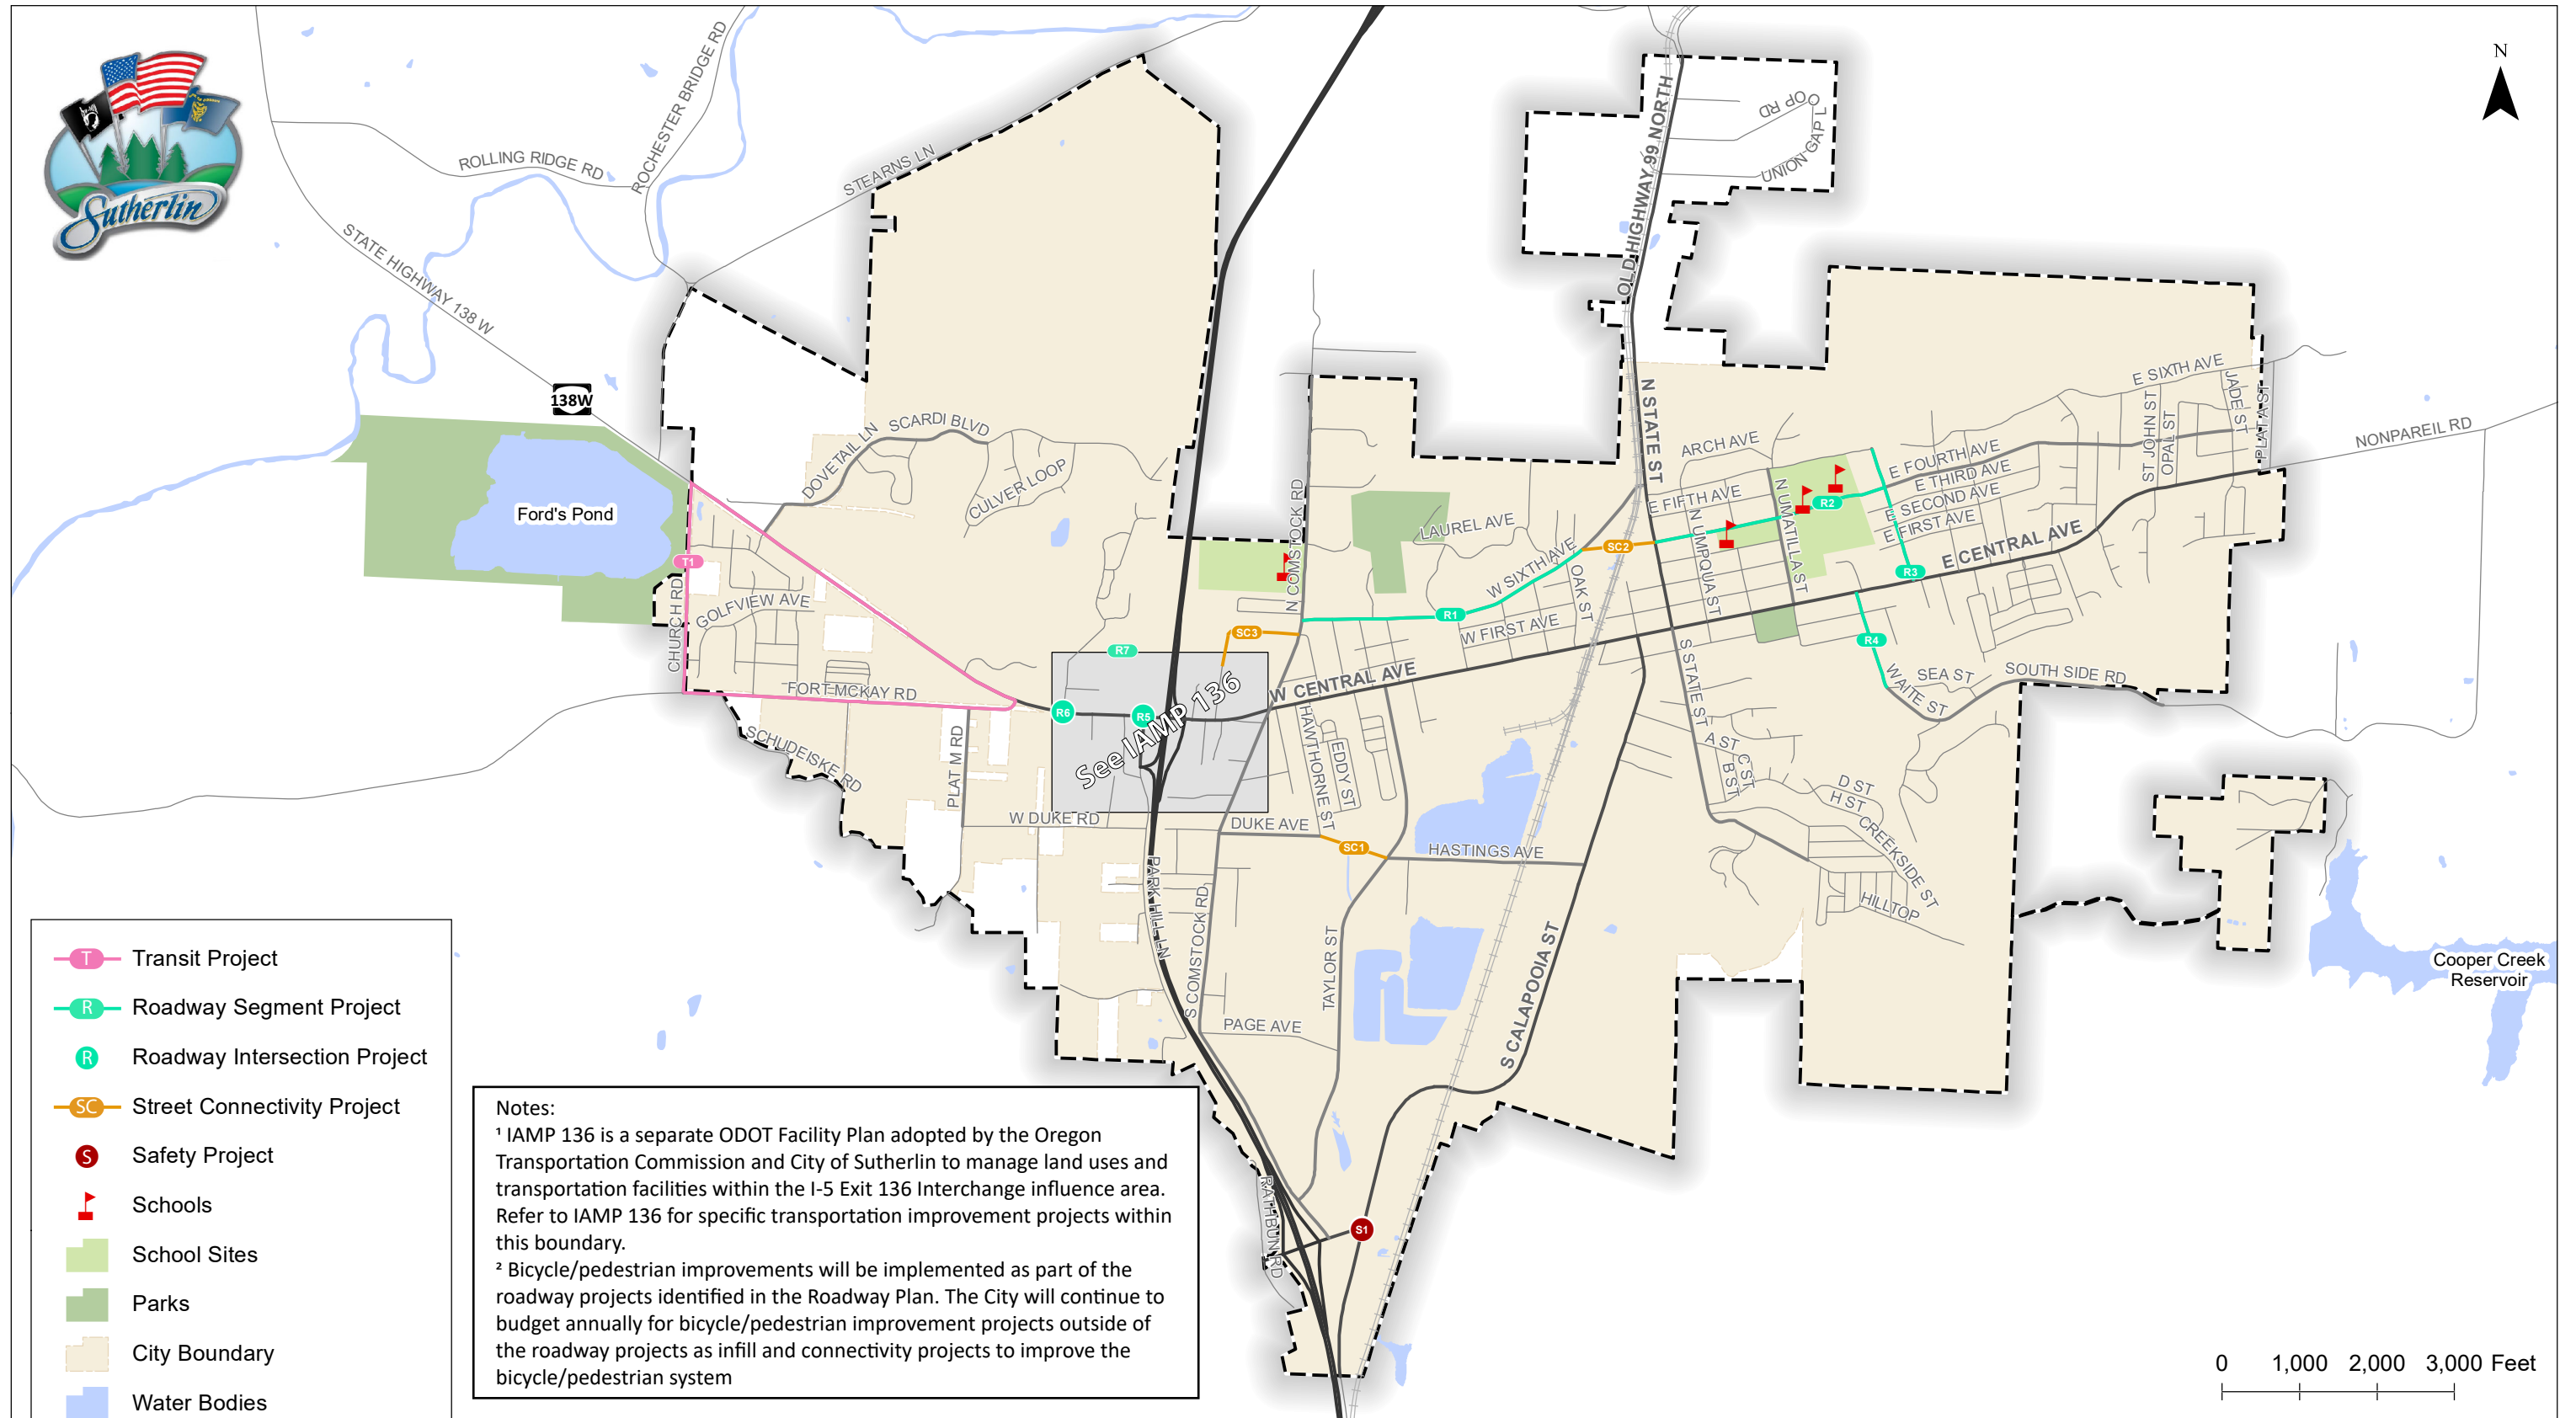 Sutherlin
N
ROCHESTER BRIDGE RD
ROLLING RIDGE RD
STEARNS LN
STATE HIGHWAY 138 W
138W
OLD HIGHWAY 99 NORTH
CO OP RD
UNION GAP L
DOVETAIL LN
SCARDI BLVD
CULVER LOOP
Ford's Pond
T1
CHURCH RD
GOLFVIEW AVE
FORT MCKAY RD
SCHUDEISKE RD
PLAT M RD
W DUKE RD
R7
R6
R5
See IAMP 136
SC3
N COMSTOCK RD
LAUREL AVE
W SIXTH AVE
R1
W FIRST AVE
OAK ST
SC2
W CENTRAL AVE
N STATE ST
ARCH AVE
E FIFTH AVE
N UMPQUA ST
N UMATILLA ST
R2
E FOURTH AVE
E THIRD AVE
E SECOND AVE
E FIRST AVE
R3
E CENTRAL AVE
E SIXTH AVE
ST JOHN ST
OPAL ST
JADE ST
PLAT A ST
NONPAREIL RD
R4
WAITE ST
SEA ST
SOUTH SIDE RD
S STATE ST
A ST
B ST
C ST
D ST
H ST
CREEKSIDE ST
HILLTOP
HAWTHORNE ST
EDDY ST
DUKE AVE
SC1
HASTINGS AVE
PARK HILL LN
S COMSTOCK RD
TAYLOR ST
PAGE AVE
S CALAPOOIA ST
RATHBUN RD
S1
Cooper Creek
Reservoir
T Transit Project
R Roadway Segment Project
R Roadway Intersection Project
SC Street Connectivity Project
S Safety Project
Schools
School Sites
Parks
City Boundary
Water Bodies
Notes:
¹ IAMP 136 is a separate ODOT Facility Plan adopted by the Oregon
Transportation Commission and City of Sutherlin to manage land uses and
transportation facilities within the I-5 Exit 136 Interchange influence area.
Refer to IAMP 136 for specific transportation improvement projects within
this boundary.
² Bicycle/pedestrian improvements will be implemented as part of the
roadway projects identified in the Roadway Plan. The City will continue to
budget annually for bicycle/pedestrian improvement projects outside of
the roadway projects as infill and connectivity projects to improve the
bicycle/pedestrian system
0 1,000 2,000 3,000 Feet